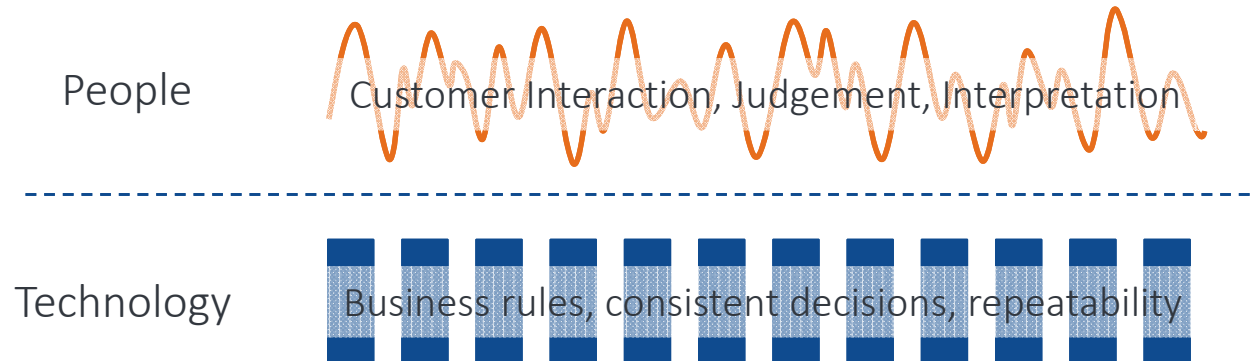 People
Customer Interaction, Judgement, Interpretation
Technology
Business rules, consistent decisions, repeatability